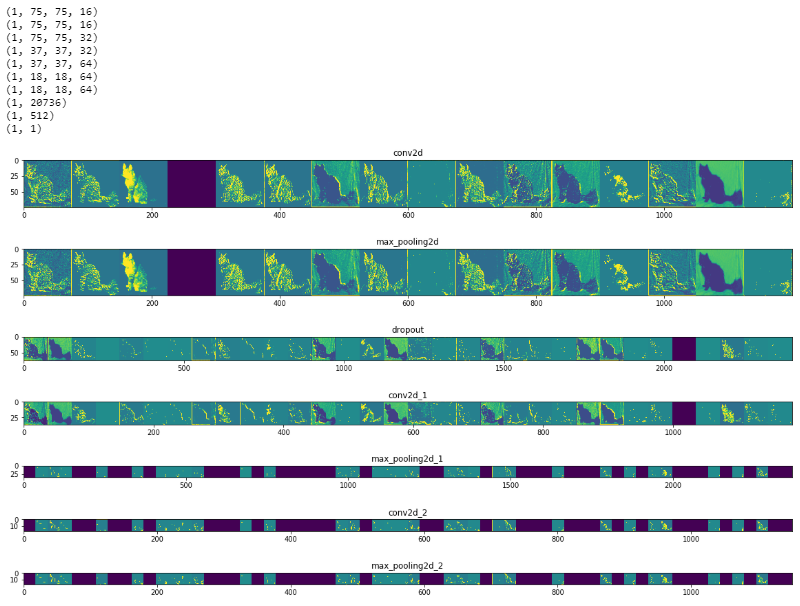 (1, 75, 75, 16)
(1, 75, 75, 16)
(1, 75, 75, 32)
(1, 37, 37, 32)
(1, 37, 37, 64)
(1, 18, 18, 64)
(1, 18, 18, 64)
(1, 20736)
(1, 512)
(1, 1)
conv2d
0
25
50
0 200 400 600 800 1000
max_pooling2d
0
25
50
0 200 400 600 800 1000
dropout
0
50
0 500 1000 1500 2000
conv2d_1
0
25
0 200 400 600 800 1000
max_pooling2d_1
0
25
0 500 1000 1500 2000
conv2d_2
0
10
0 200 400 600 800 1000
max_pooling2d_2
0
10
0 200 400 600 800 1000